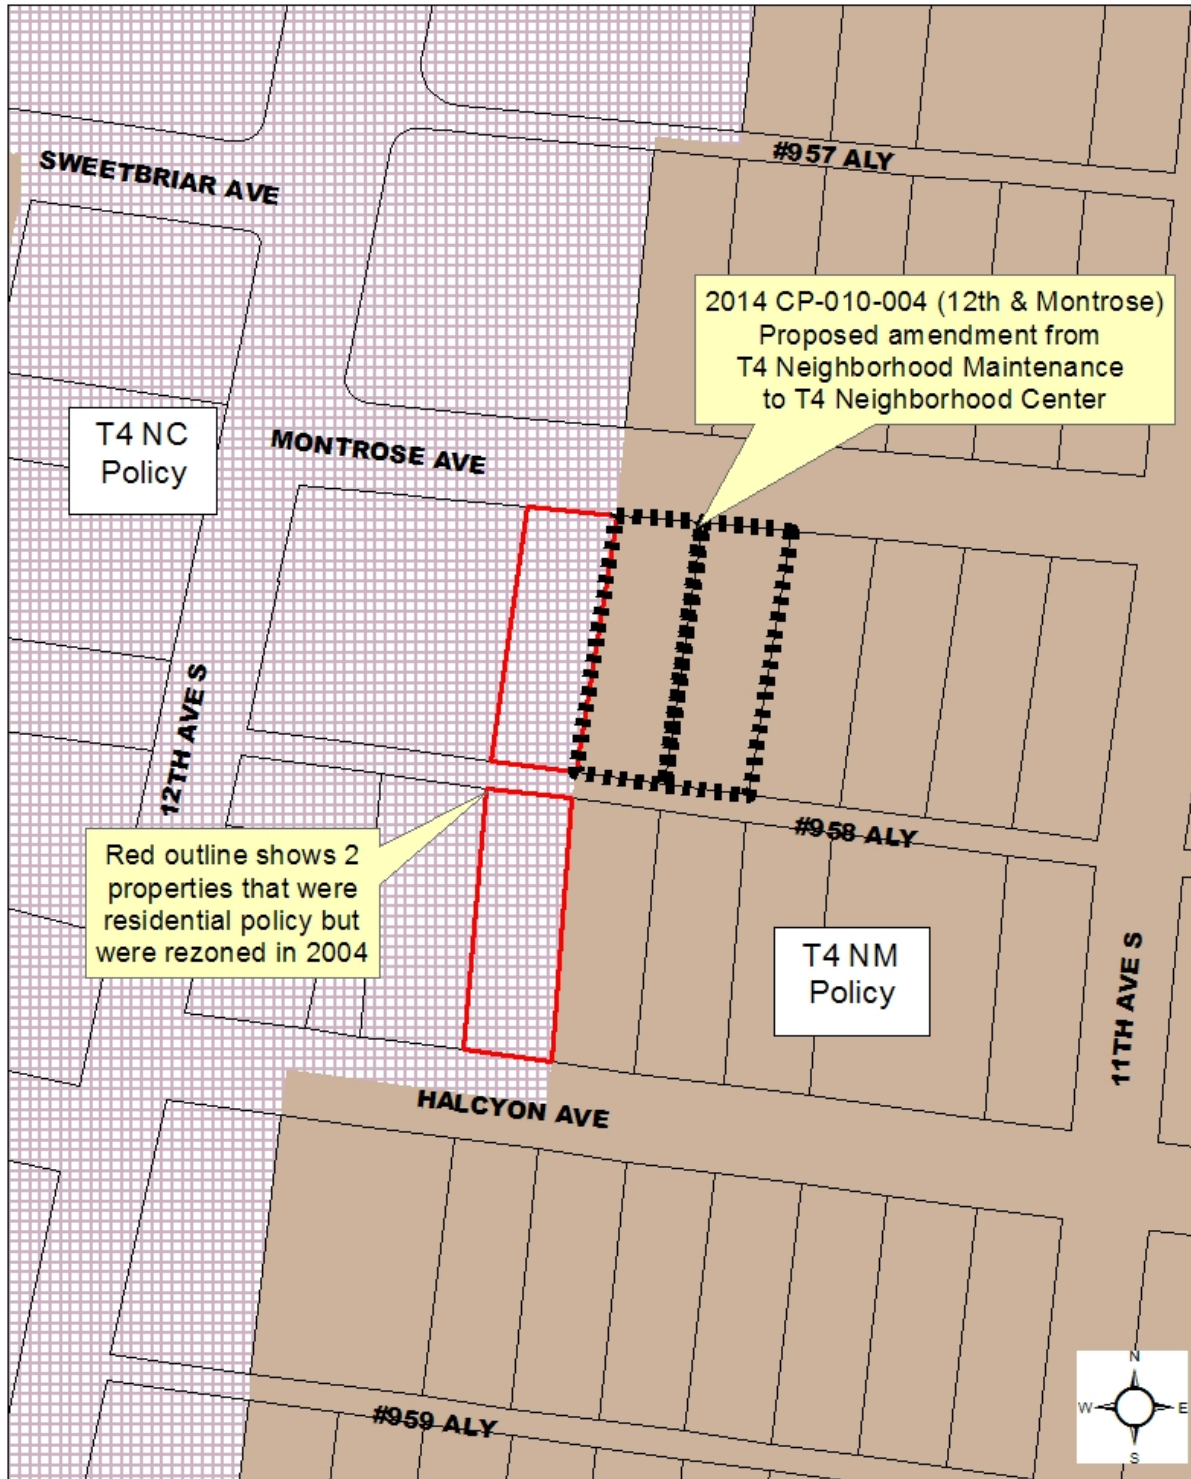 #957 ALY
SWEETBRIAR AVE
2014 CP-010-004 (12th & Montrose)
Proposed amendment from
T4 Neighborhood Maintenance
to T4 Neighborhood Center
T4 NC
Policy
MONTROSE AVE
12TH AVE S
#958 ALY
Red outline shows 2
properties that were
residential policy but
were rezoned in 2004
T4 NM
Policy
11TH AVE S
HALCYON AVE
N
W
E
S
#959 ALY